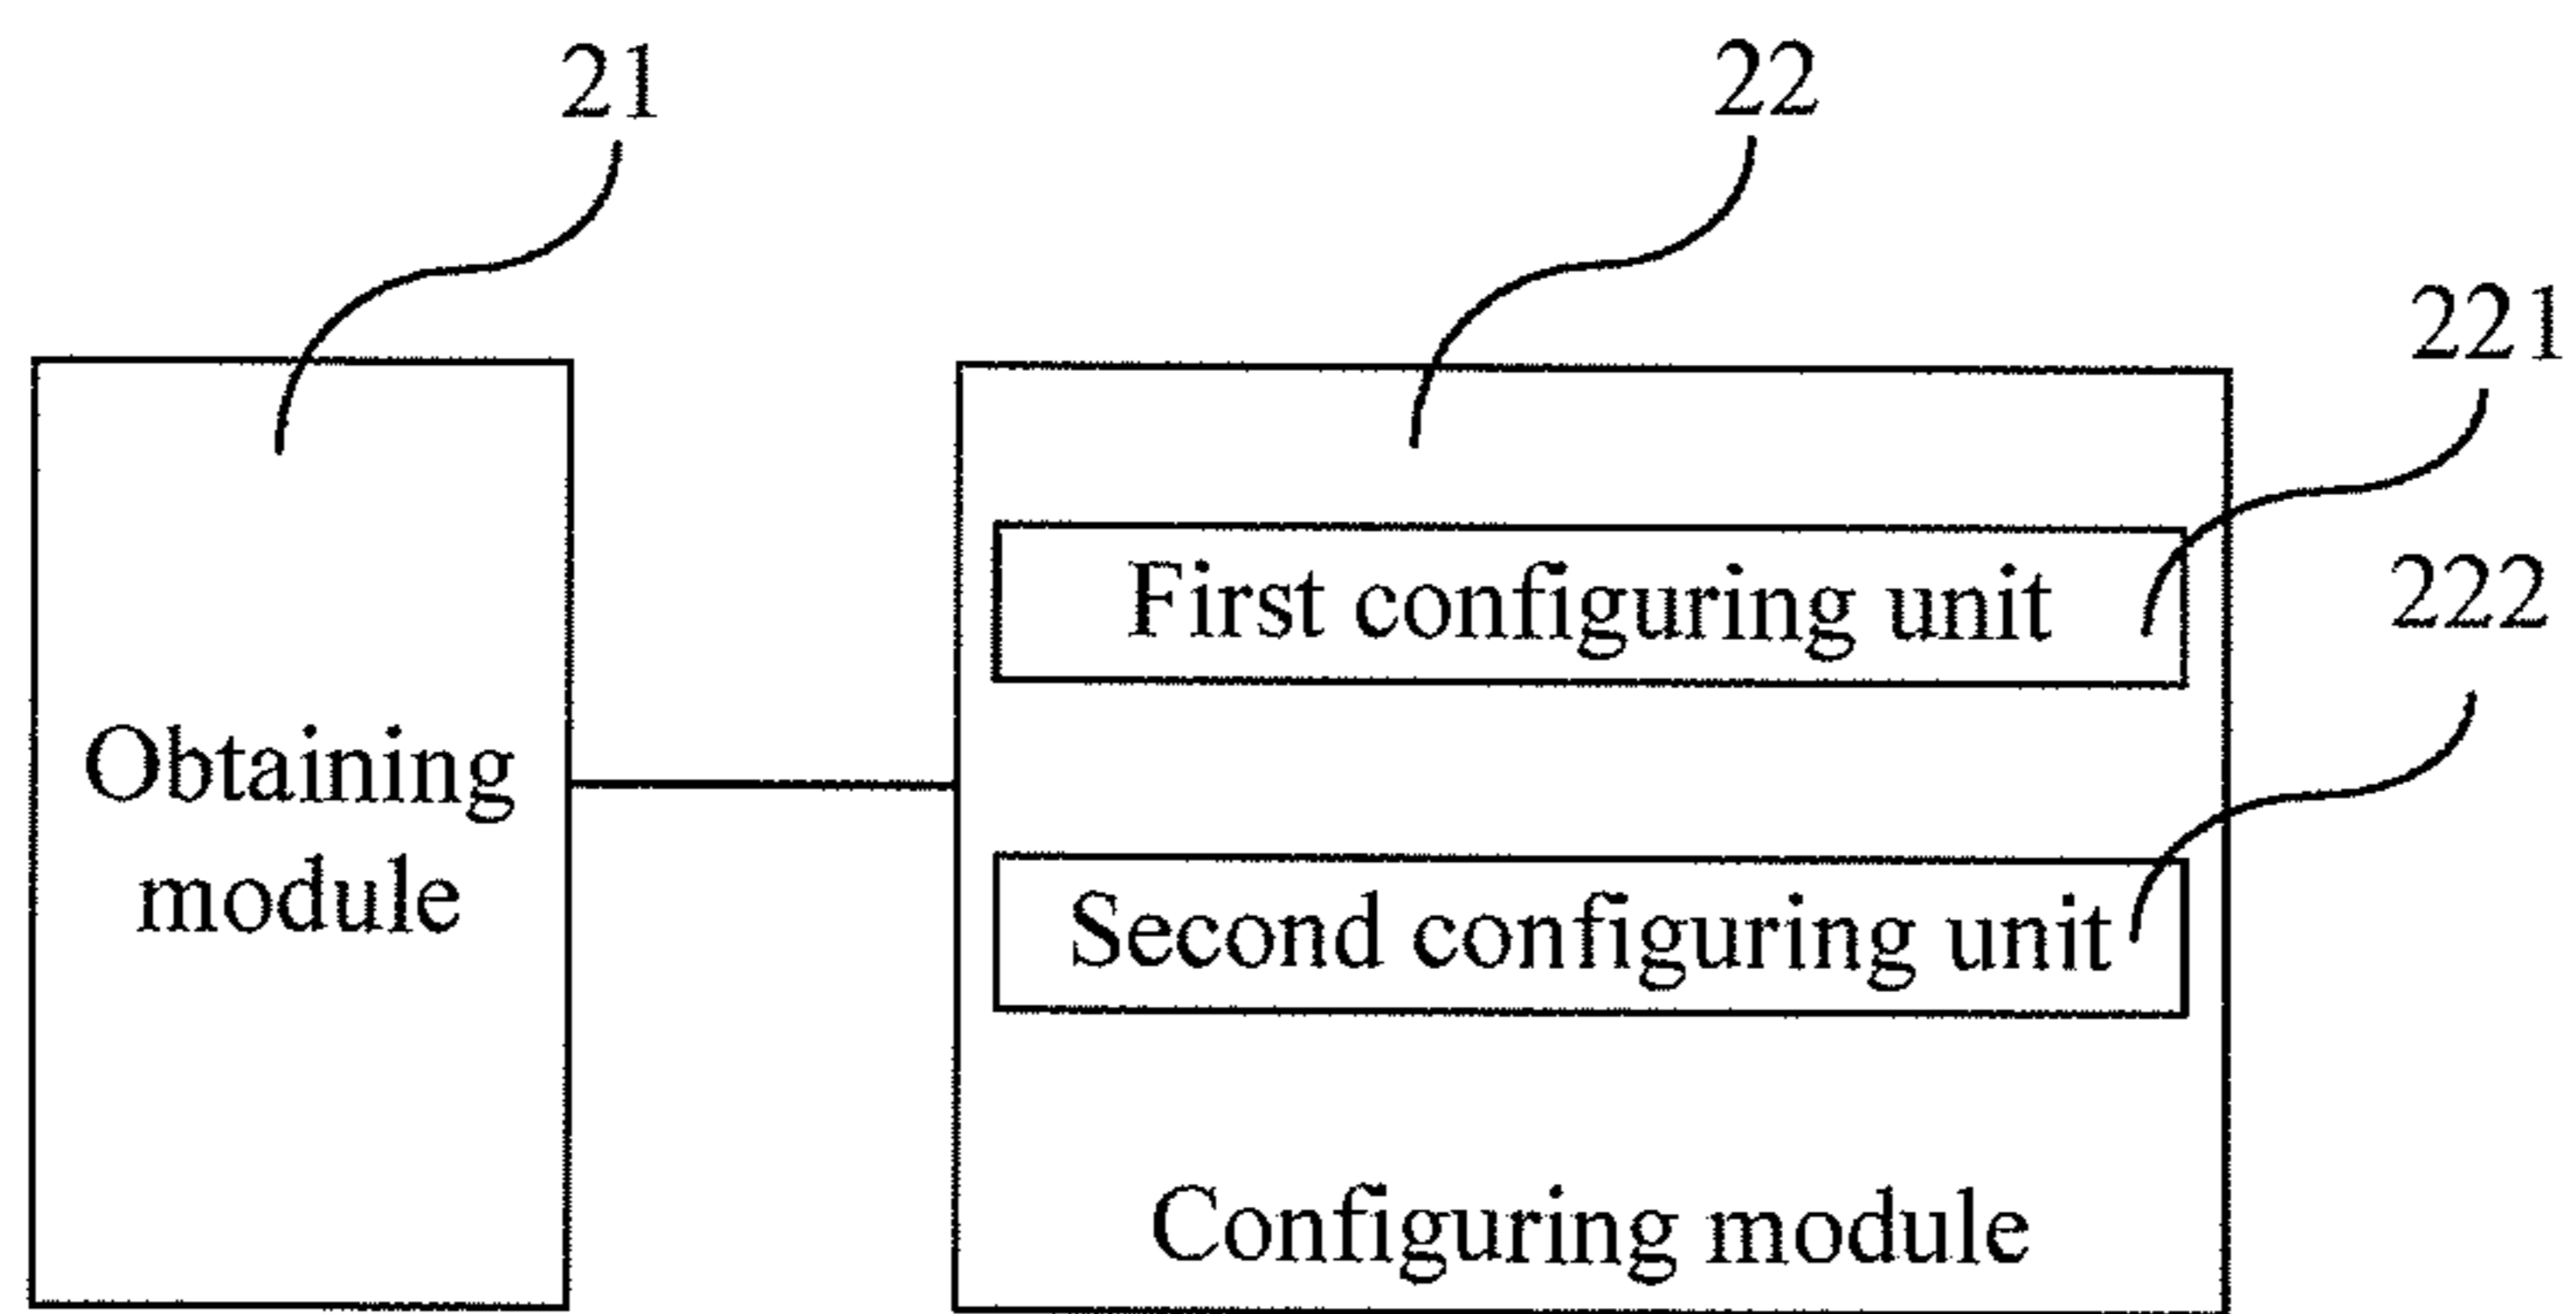 21
22
221
First configuring unit
222
Obtaining
module
Second configuring unit
Configuring module